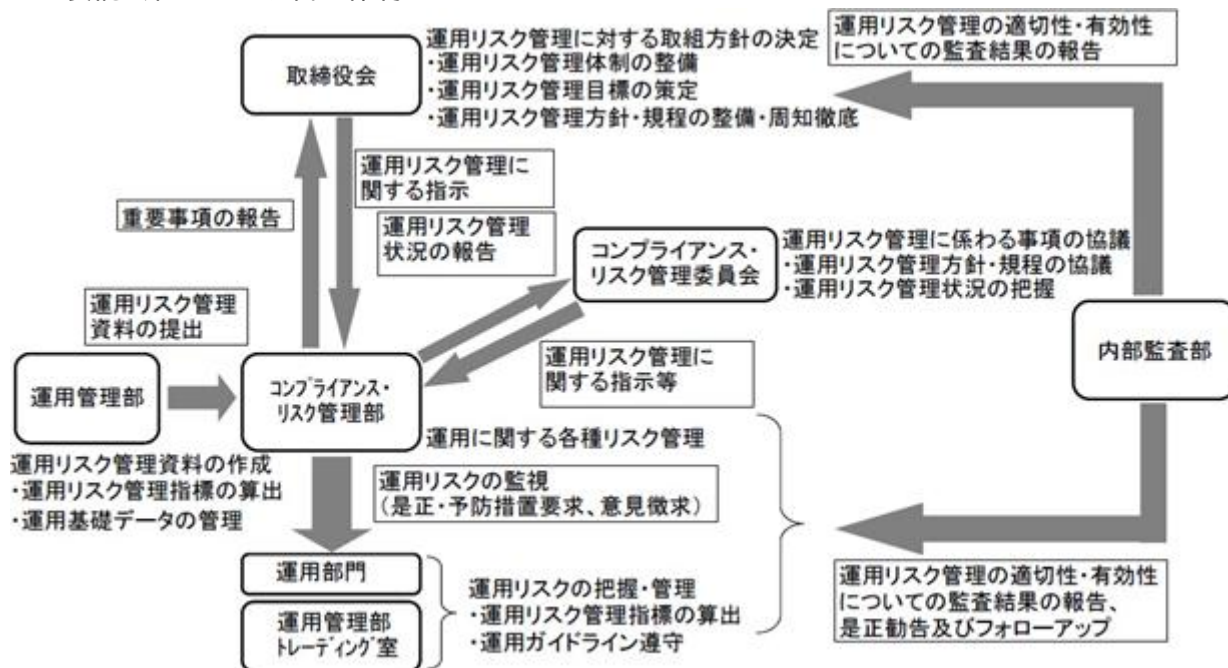 取締役会
運用リスク管理に対する取組方針の決定
・運用リスク管理体制の整備
・運用リスク管理目標の策定
・運用リスク管理方針・規程の整備・周知徹底
運用リスク管理の適切性・有効性
についての監査結果の報告
重要事項の報告
運用リスク管理に
関する指示
運用リスク管理
状況の報告
コンプライアンス・
リスク管理委員会
運用リスク管理に係わる事項の協議
・運用リスク管理方針・規程の協議
・運用リスク管理状況の把握
運用リスク管理
資料の提出
運用リスク管理に
関する指示等
内部監査部
運用管理部
コンプライアンス・
リスク管理部
運用に関する各種リスク管理
運用リスク管理資料の作成
・運用リスク管理指標の算出
・運用基礎データの管理
運用リスクの監視
（是正・予防措置要求、意見徴求）
運用部門
運用管理部
トレーディング室
運用リスクの把握・管理
・運用リスク管理指標の算出
・運用ガイドライン遵守
運用リスク管理の適切性・有効性
についての監査結果の報告、
是正勧告及びフォローアップ